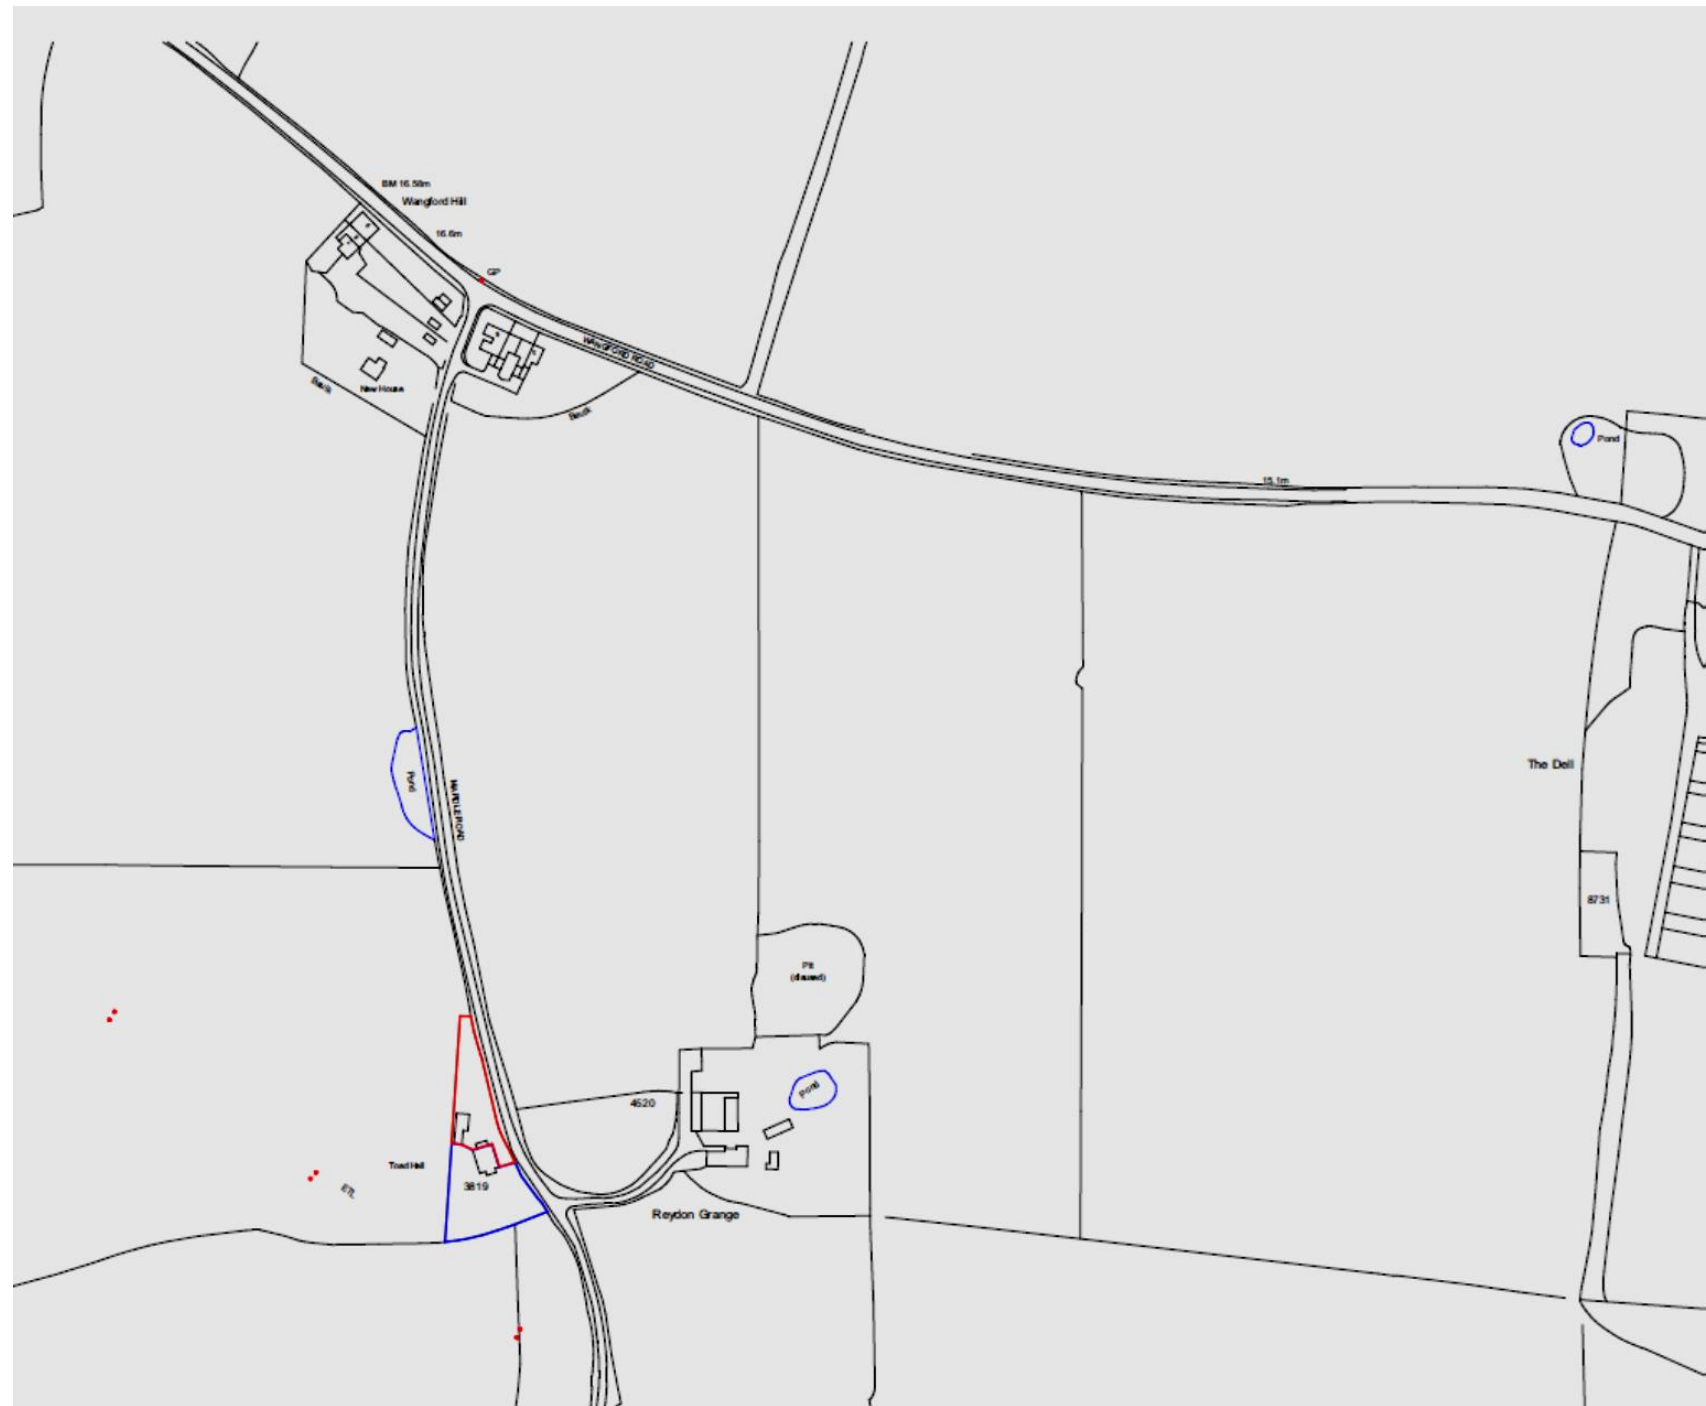 BM 16.58m
Wangford Hill
16.6m
GP
WANGFORD ROAD
New House
Bank
Pond
15.1m
Pond
The Dell
8731
Pit
(disused)
Pond
4520
Toad Hall
3819
ETL
Reydon Grange